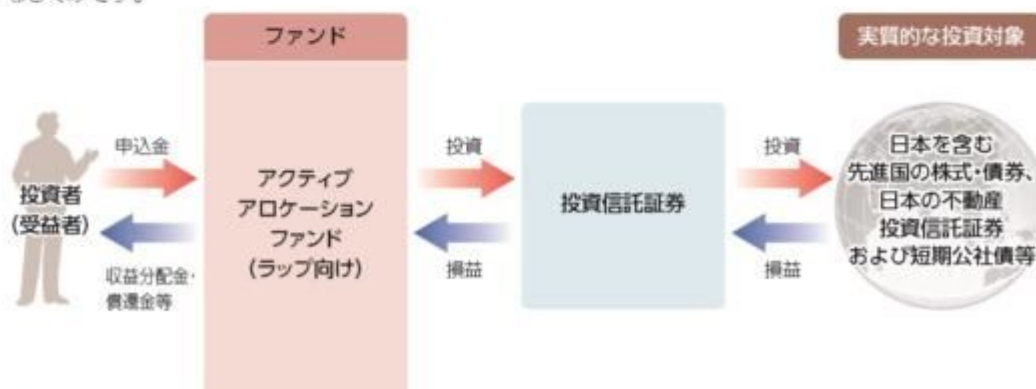 ファンド
実質的な投資対象
投資者
(受益者)
申込金
収益分配金・
償還金等
アクティブ
アロケーション
ファンド
(ラップ向け)
投資
損益
投資信託証券
投資
損益
日本を含む
先進国の株式・債券、
日本の不動産
投資信託証券
および短期公社債等